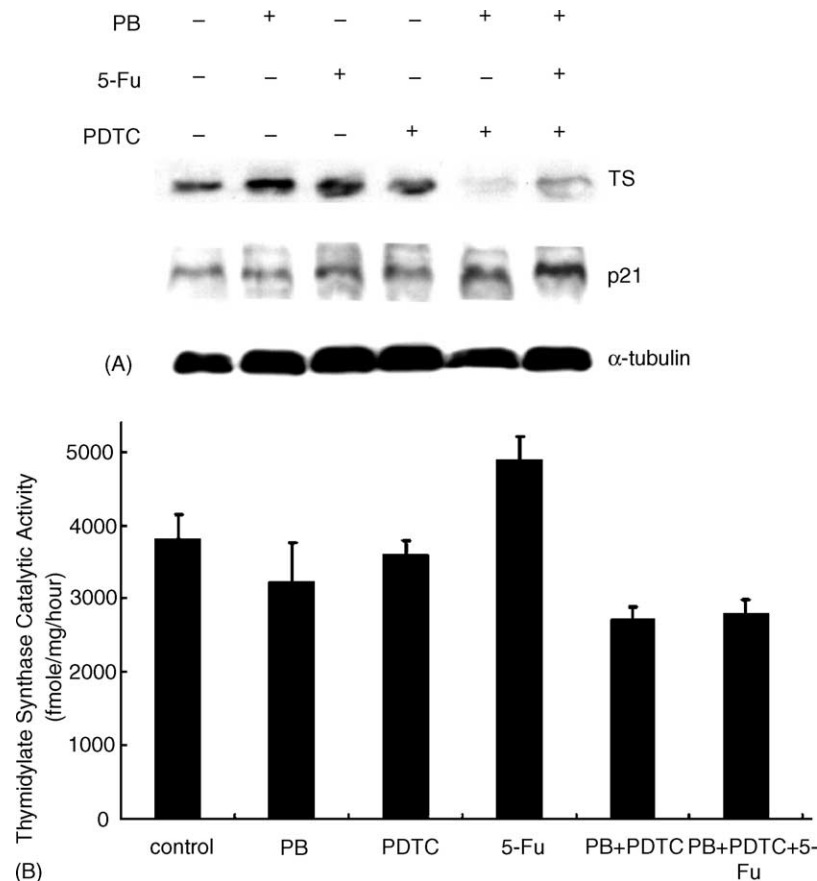 PB – + – – + +
5-Fu – – + – – +
PDTC – – – + + +
TS
p21
(A) α-tubulin
Thymidylate Synthase Catalytic Activity
(fmole/mg/hour)
5000
4000
3000
2000
1000
0
control PB PDTC 5-Fu PB+PDTC PB+PDTC+5-
Fu
(B)